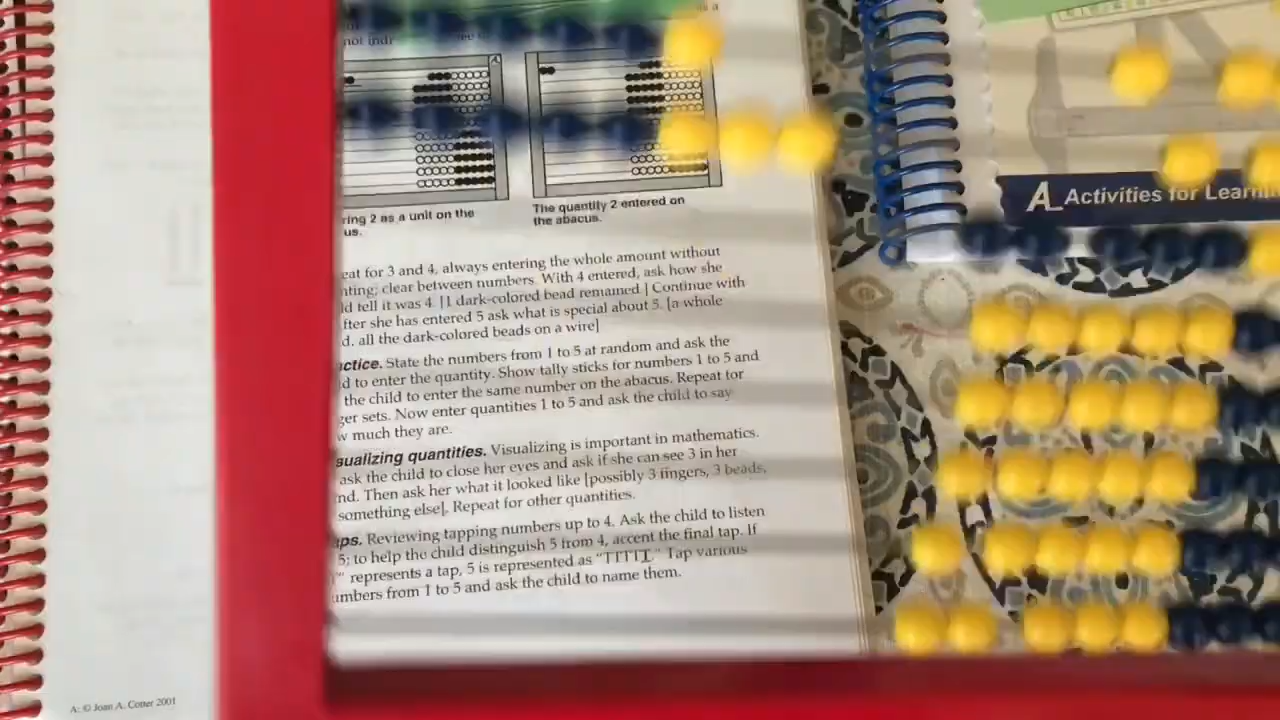 as a
not indr
A
ring 2 as a unit on the
us.
The quantity 2 entered on
the abacus.
eat for 3 and 4, always entering the whole amount without
nting; clear between numbers. With 4 entered, ask how she
ld tell it was 4. [1 dark-colored bead remained.] Continue with
fter she has entered 5 ask what is special about 5. [a whole
d, all the dark-colored beads on a wire]
actice. State the numbers from 1 to 5 at random and ask the
d to enter the quantity. Show tally sticks for numbers 1 to 5 and
the child to enter the same number on the abacus. Repeat for
ger sets. Now enter quantities 1 to 5 and ask the child to say
w much they are.
sualizing quantities. Visualizing is important in mathematics.
ask the child to close her eyes and ask if she can see 3 in her
nd. Then ask her what it looked like [possibly 3 fingers, 3 beads,
something else]. Repeat for other quantities.
aps. Reviewing tapping numbers up to 4. Ask the child to listen
5; to help the child distinguish 5 from 4, accent the final tap. If
" represents a tap, 5 is represented as "TTTTT." Tap various
umbers from 1 to 5 and ask the child to name them.
A: © Joan A. Cotter 2001
A Activities for Learn